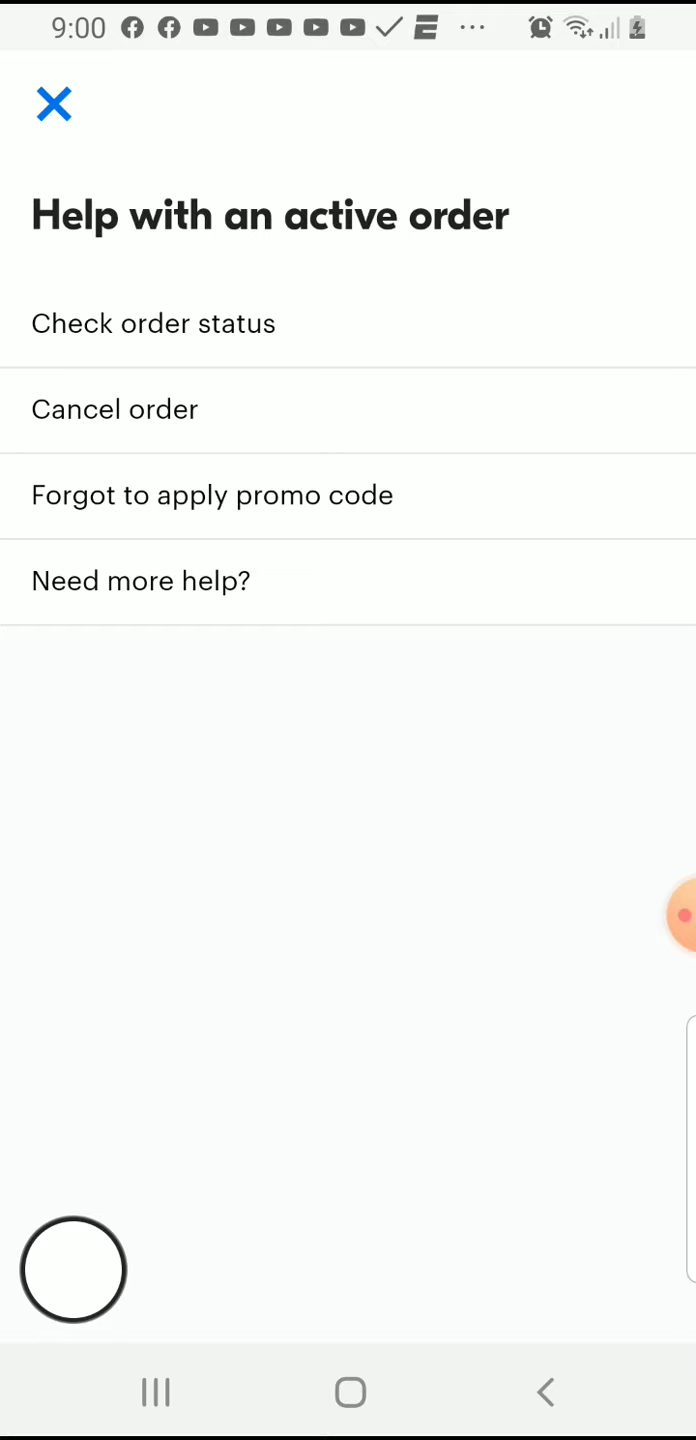 9:00
Help with an active order
Check order status
Cancel order
Forgot to apply promo code
Need more help?